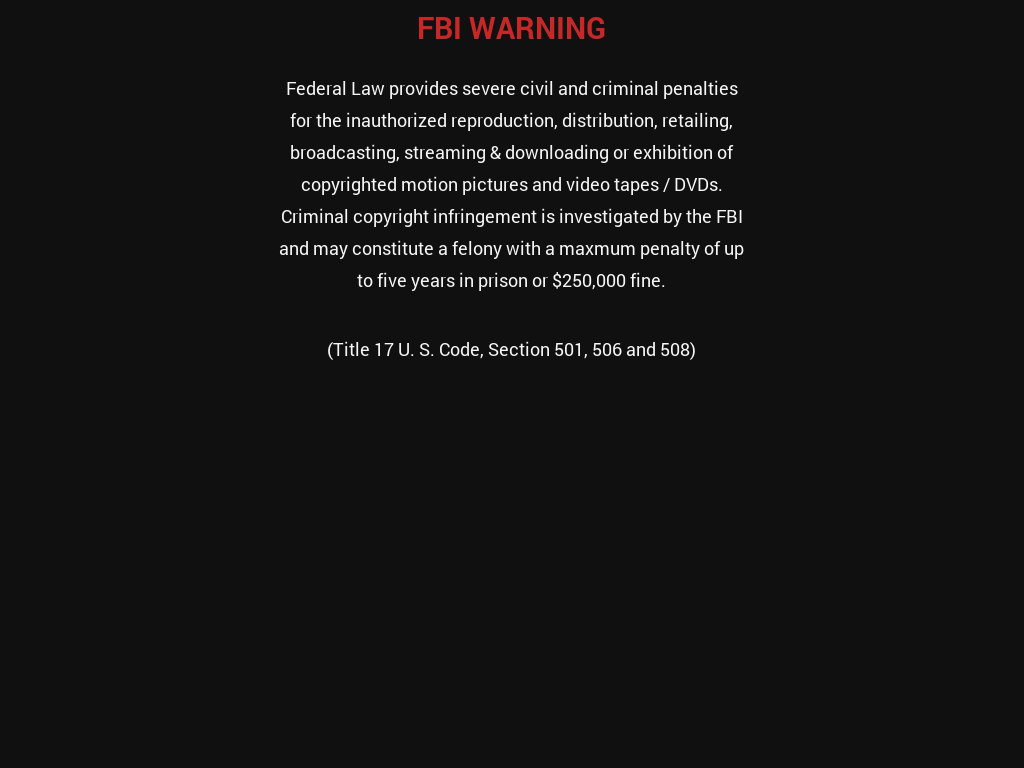 FBI WARNING
Federal Law provides severe civil and criminal penalties
for the inauthorized reproduction, distribution, retailing,
broadcasting, streaming & downloading or exhibition of
copyrighted motion pictures and video tapes / DVDs.
Criminal copyright infringement is investigated by the FBI
and may constitute a felony with a maxmum penalty of up
to five years in prison or $250,000 fine.
(Title 17 U. S. Code, Section 501, 506 and 508)